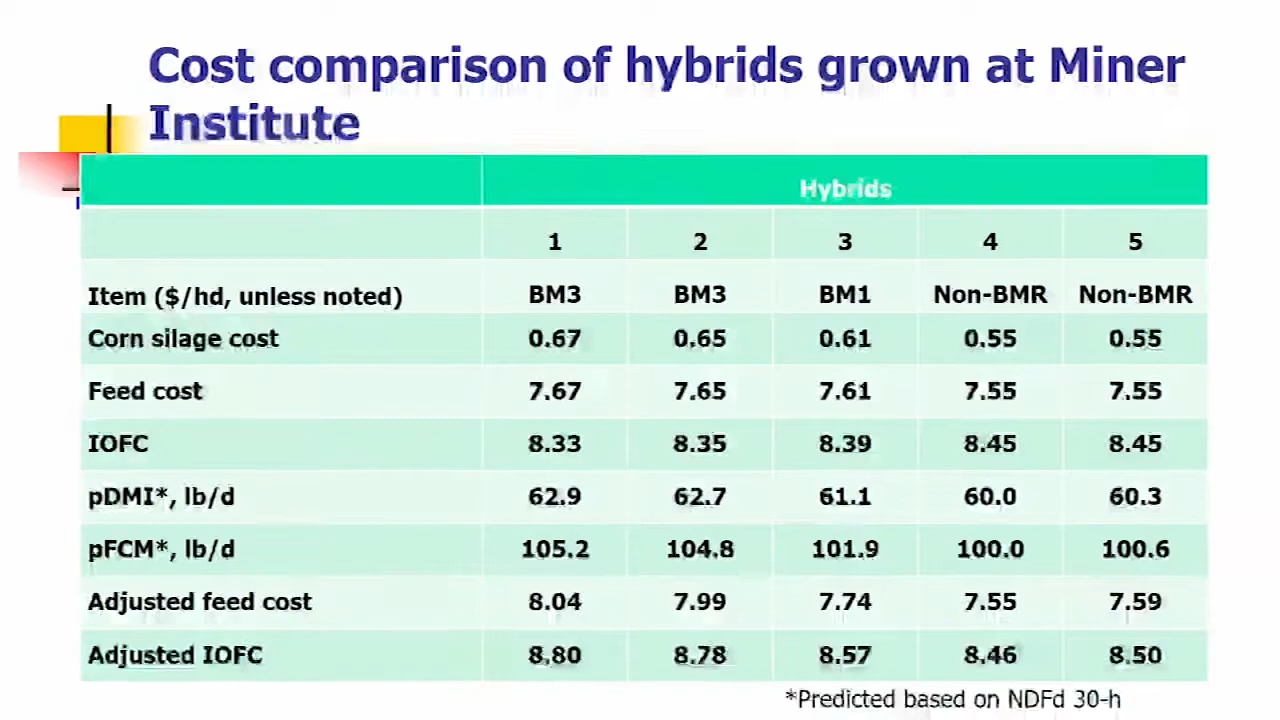 Cost comparison of hybrids grown at Miner
Institute
Hybrids
1 2 3 4 5
Item ($/hd, unless noted) BM3 BM3 BM1 Non-BMR Non-BMR
Corn silage cost 0.67 0.65 0.61 0.55 0.55
Feed cost 7.67 7.65 7.61 7.55 7.55
IOFC 8.33 8.35 8.39 8.45 8.45
pDMI*, lb/d 62.9 62.7 61.1 60.0 60.3
pFCM*, lb/d 105.2 104.8 101.9 100.0 100.6
Adjusted feed cost 8.04 7.99 7.74 7.55 7.59
Adjusted IOFC 8.80 8.78 8.57 8.46 8.50
*Predicted based on NDFd 30-h